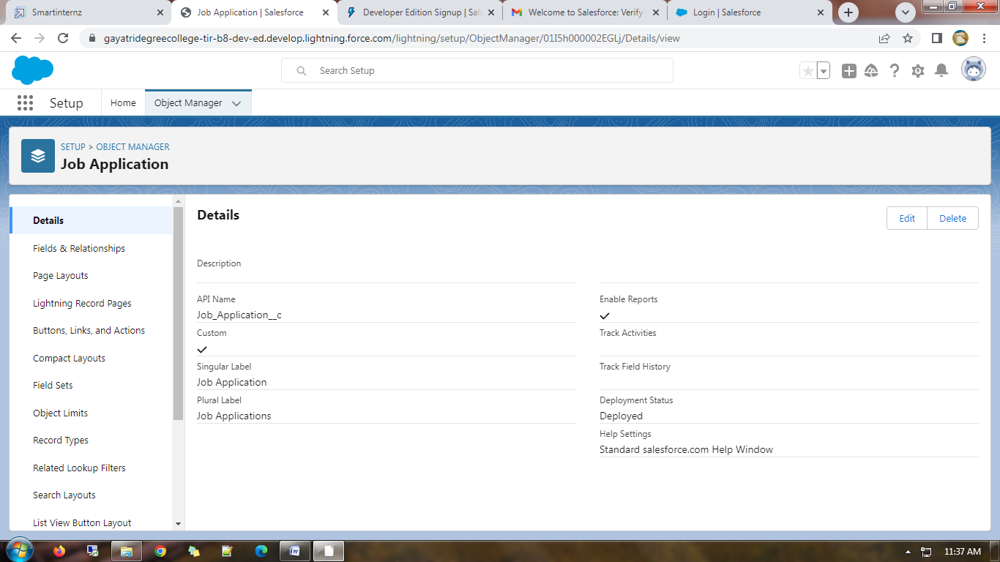 Smartinternz
Job Application | Salesforce
Developer Edition Signup | Sal
Welcome to Salesforce: Verify
Login | Salesforce
gayatridegreecollege-tir-b8-dev-ed.develop.lightning.force.com/lightning/setup/ObjectManager/01I5h000002EGLj/Details/view
Search Setup
Setup
Home
Object Manager
SETUP > OBJECT MANAGER
Job Application
Details
Fields & Relationships
Page Layouts
Lightning Record Pages
Buttons, Links, and Actions
Compact Layouts
Field Sets
Object Limits
Record Types
Related Lookup Filters
Search Layouts
List View Button Layout
Details
Edit
Delete
Description
API Name
Job_Application__c
Custom
Singular Label
Job Application
Plural Label
Job Applications
Enable Reports
Track Activities
Track Field History
Deployment Status
Deployed
Help Settings
Standard salesforce.com Help Window
11:37 AM